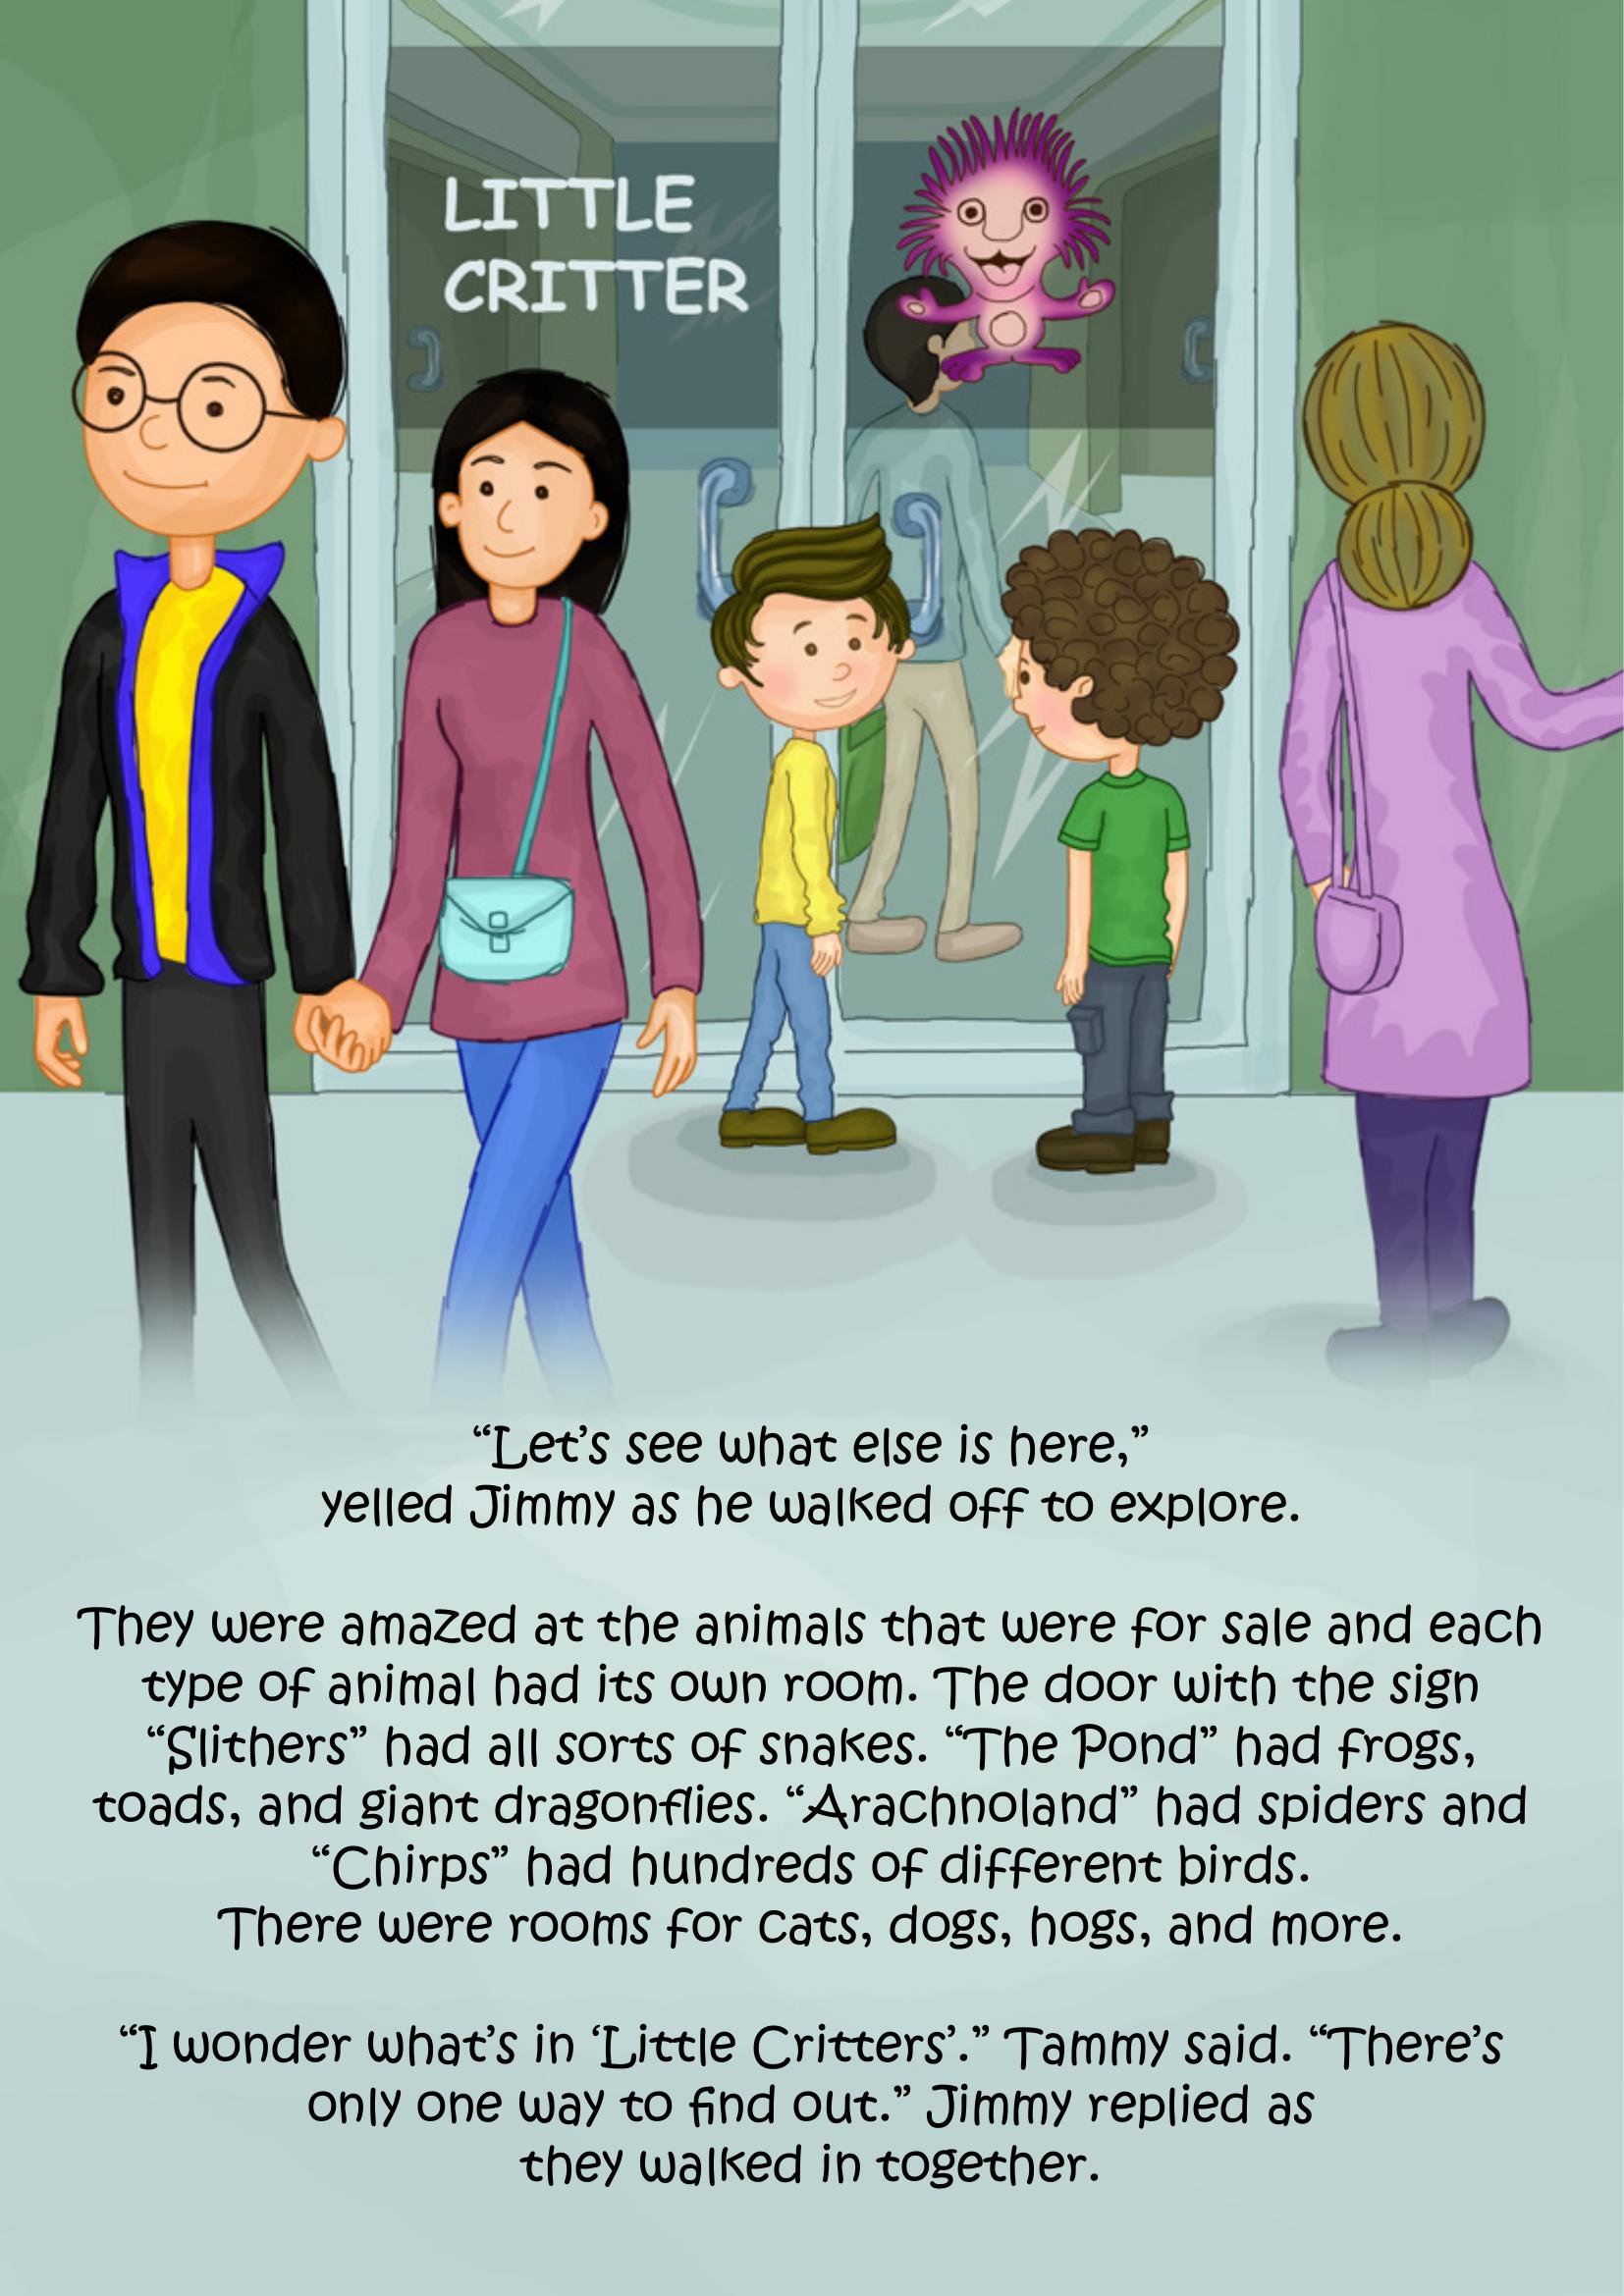 LITTLE
CRITTER
“Let’s see what else is here,”
yelled Jimmy as he walked off to explore.
They were amazed at the animals that were for sale and each
type of animal had its own room. The door with the sign
“Slithers” had all sorts of snakes. “The Pond” had frogs,
toads, and giant dragonflies. “Arachnoland” had spiders and
“Chirps” had hundreds of different birds.
There were rooms for cats, dogs, hogs, and more.
“I wonder what’s in ‘Little Critters’.” Tammy said. “There’s
only one way to find out.” Jimmy replied as
they walked in together.